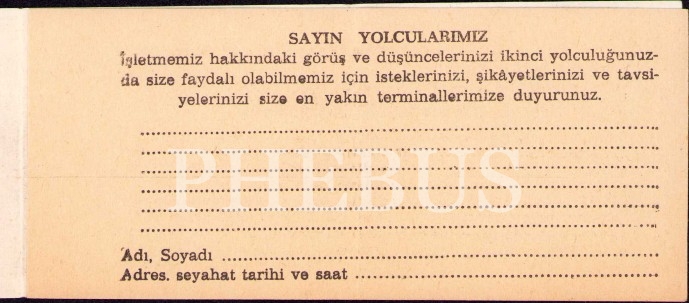 SAYIN YOLCULARIMIZ
İşletmemiz hakkındaki görüş ve düşüncelerinizi ikinci yolculuğunuz-
da size faydalı olabilmemiz için isteklerinizi, şikâyetlerinizi ve tavsi-
yelerinizi size en yakın terminallerimize duyurunuz.
PHEBUS
Adı, Soyadı ......................................................
Adres. seyahat tarihi ve saat ......................................